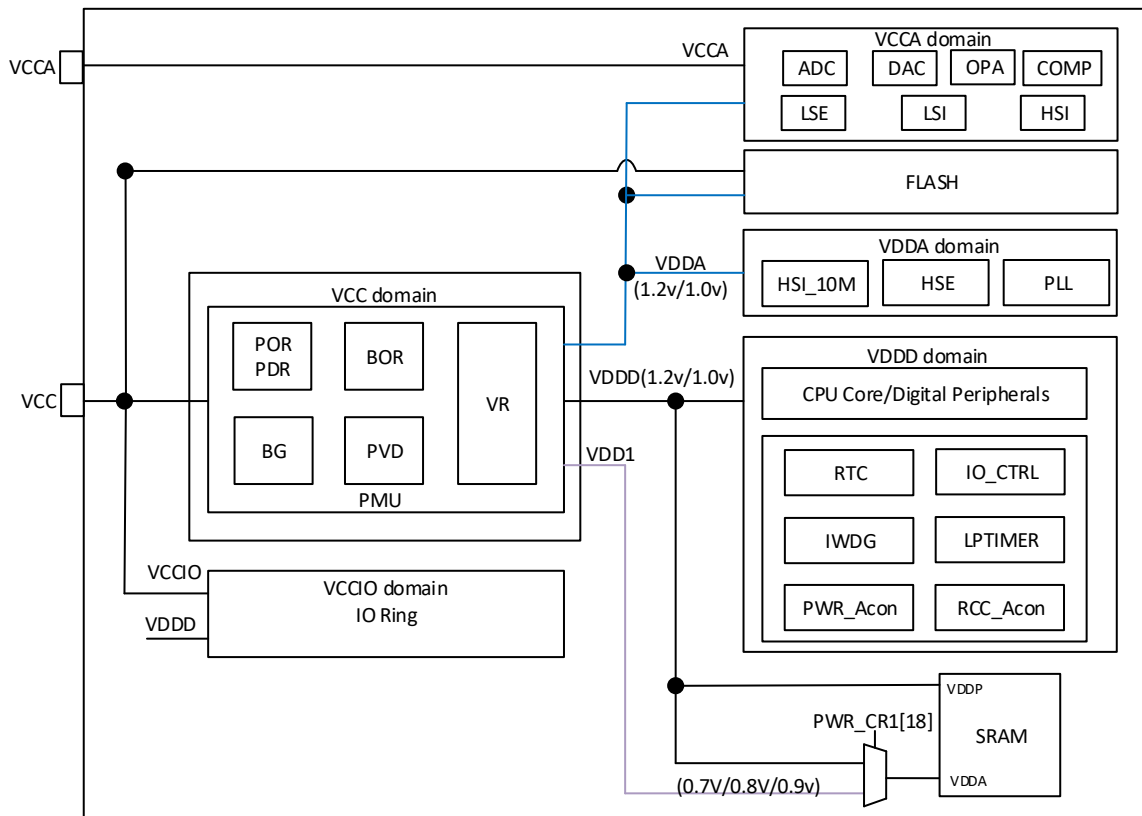 VCCA
VCCA
VCCA domain
ADC
DAC
OPA
COMP
LSE
LSI
HSI
FLASH
VDDA
(1.2v/1.0v)
VDDA domain
HSI_10M
HSE
PLL
VCC
VCC domain
POR
PDR
BOR
VR
BG
PVD
PMU
VDDD(1.2v/1.0v)
VDD1
VDDD domain
CPU Core/Digital Peripherals
RTC
IO_CTRL
IWDG
LPTIMER
PWR_Acon
RCC_Acon
VCCIO
VDDD
VCCIO domain
IO Ring
PWR_CR1[18]
(0.7V/0.8V/0.9v)
VDDP
SRAM
VDDA